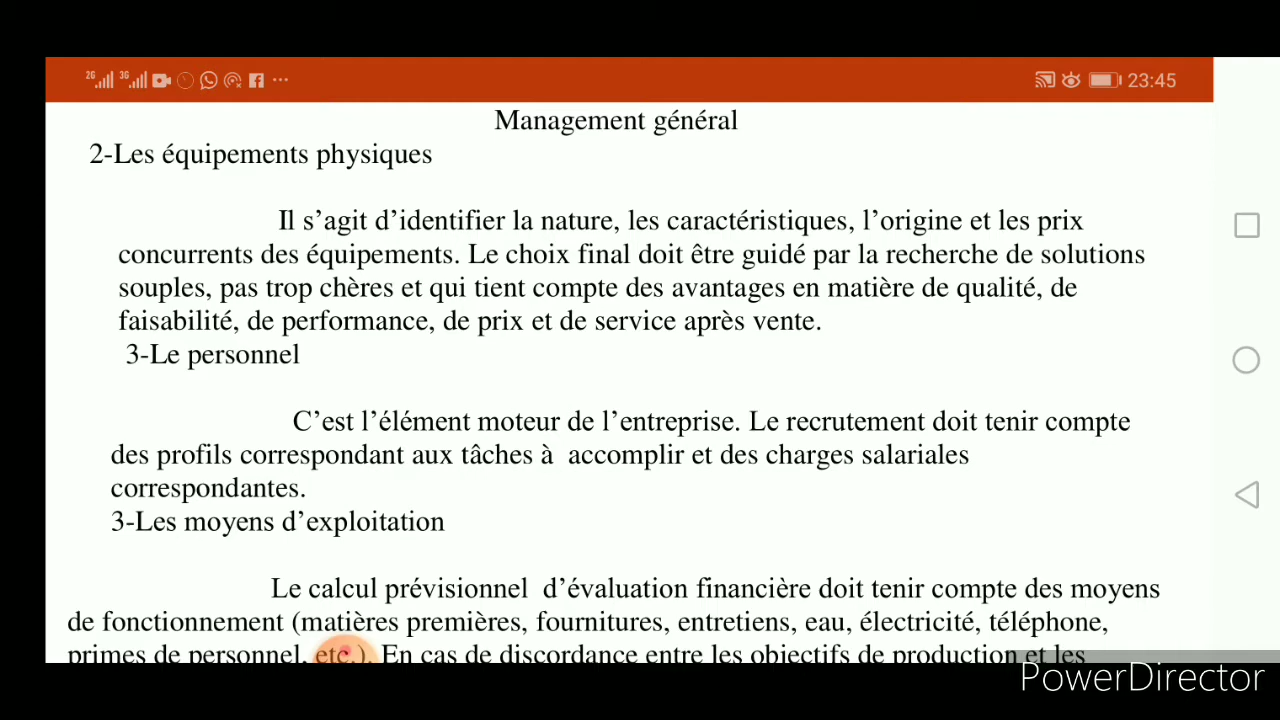 2G 3G 23:45
Management général
2-Les équipements physiques
Il s’agit d’identifier la nature, les caractéristiques, l’origine et les prix
concurrents des équipements. Le choix final doit être guidé par la recherche de solutions
souples, pas trop chères et qui tient compte des avantages en matière de qualité, de
faisabilité, de performance, de prix et de service après vente.
3-Le personnel
C’est l’élément moteur de l’entreprise. Le recrutement doit tenir compte
des profils correspondant aux tâches à  accomplir et des charges salariales
correspondantes.
3-Les moyens d’exploitation
Le calcul prévisionnel  d’évaluation financière doit tenir compte des moyens
de fonctionnement (matières premières, fournitures, entretiens, eau, électricité, téléphone,
primes de personnel, etc.). En cas de discordance entre les objectifs de production et les
PowerDirector